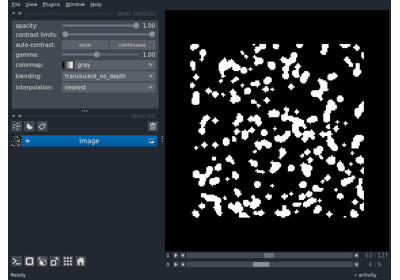 File View Plugins Window Help
layer controls
opacity: 1.00
contrast limits:
auto-contrast: once continuous
gamma: 1.00
colormap: gray
blending: translucent_no_depth
interpolation: nearest
layer list
Image
1 63 / 127
0 4 / 9
Ready activity